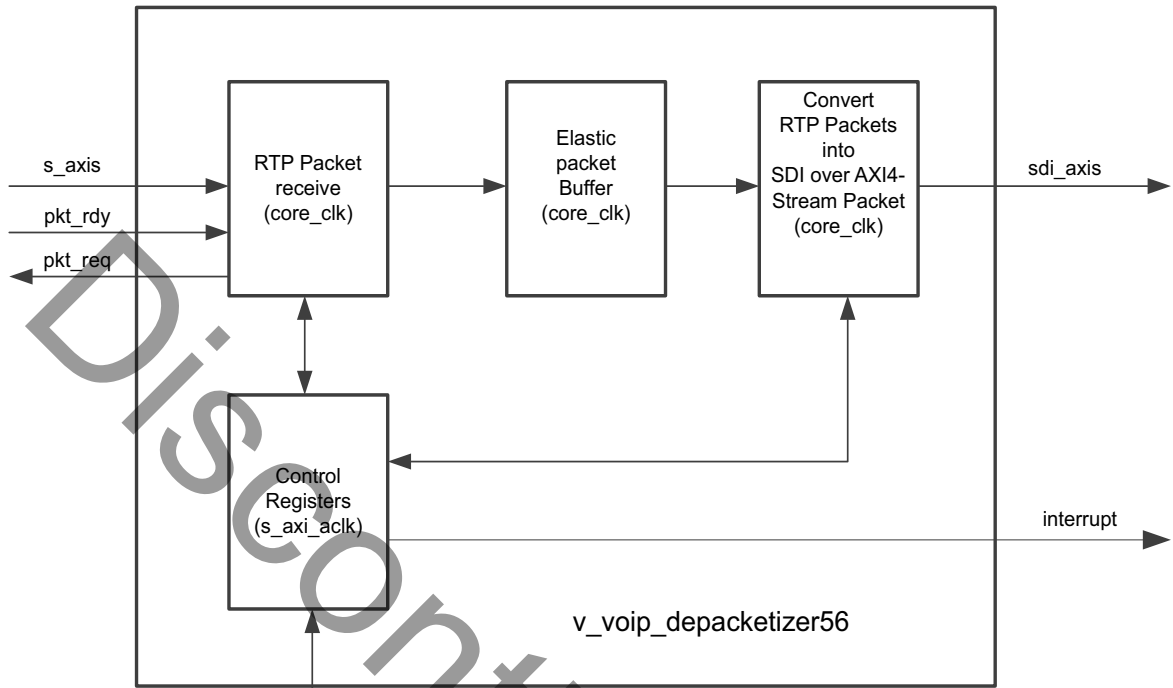 s_axis
pkt_rdy
pkt_req
RTP Packet
receive
(core_clk)
Elastic
packet
Buffer
(core_clk)
Convert
RTP Packets
into
SDI over AXI4-
Stream Packet
(core_clk)
sdi_axis
Control
Registers
(s_axi_aclk)
interrupt
v_voip_depacketizer56